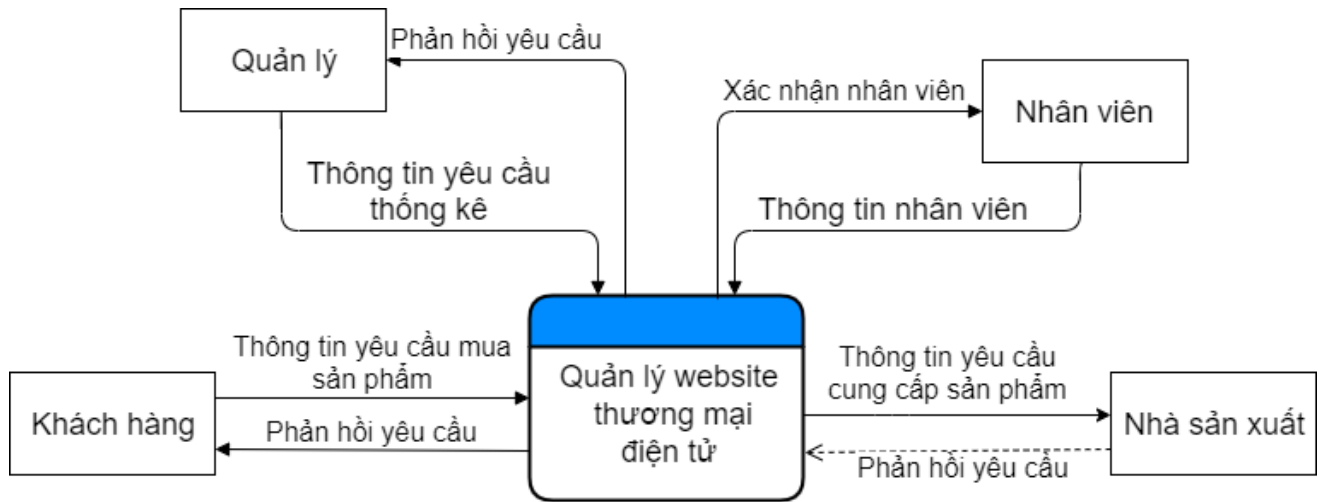 Quản lý
Phản hồi yêu cầu
Xác nhận nhân viên
Nhân viên
Thông tin yêu cầu
thống kê
Thông tin nhân viên
Thông tin yêu cầu mua
sản phẩm
Khách hàng
Phản hồi yêu cầu
Quản lý website
thương mại
điện tử
Thông tin yêu cầu
cung cấp sản phẩm
Nhà sản xuất
Phản hồi yêu cầu